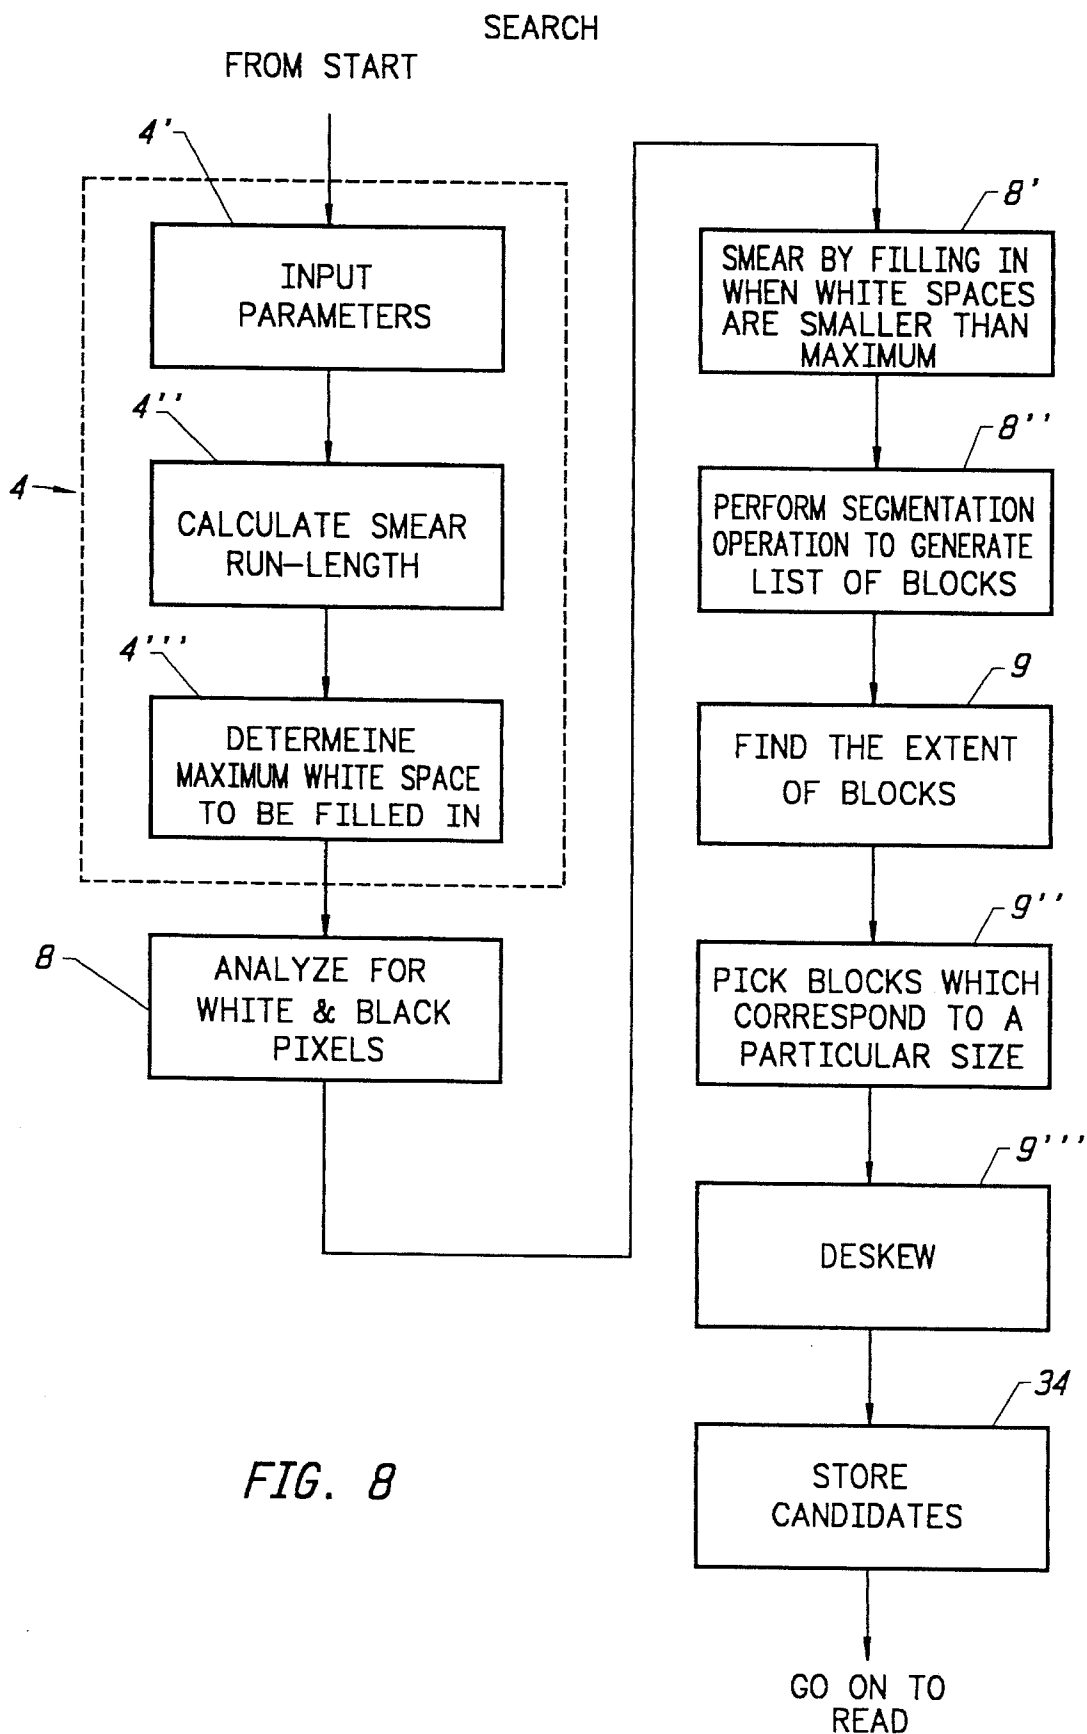 SEARCH
FROM START
4'
INPUT
PARAMETERS
4''
CALCULATE SMEAR
RUN-LENGTH
4
4'''
DETERMEINE
MAXIMUM WHITE SPACE
TO BE FILLED IN
8
ANALYZE FOR
WHITE & BLACK
PIXELS
8'
SMEAR BY FILLING IN
WHEN WHITE SPACES
ARE SMALLER THAN
MAXIMUM
8''
PERFORM SEGMENTATION
OPERATION TO GENERATE
LIST OF BLOCKS
9
FIND THE EXTENT
OF BLOCKS
9''
PICK BLOCKS WHICH
CORRESPOND TO A
PARTICULAR SIZE
9'''
DESKEW
34
STORE
CANDIDATES
GO ON TO
READ
FIG. 8